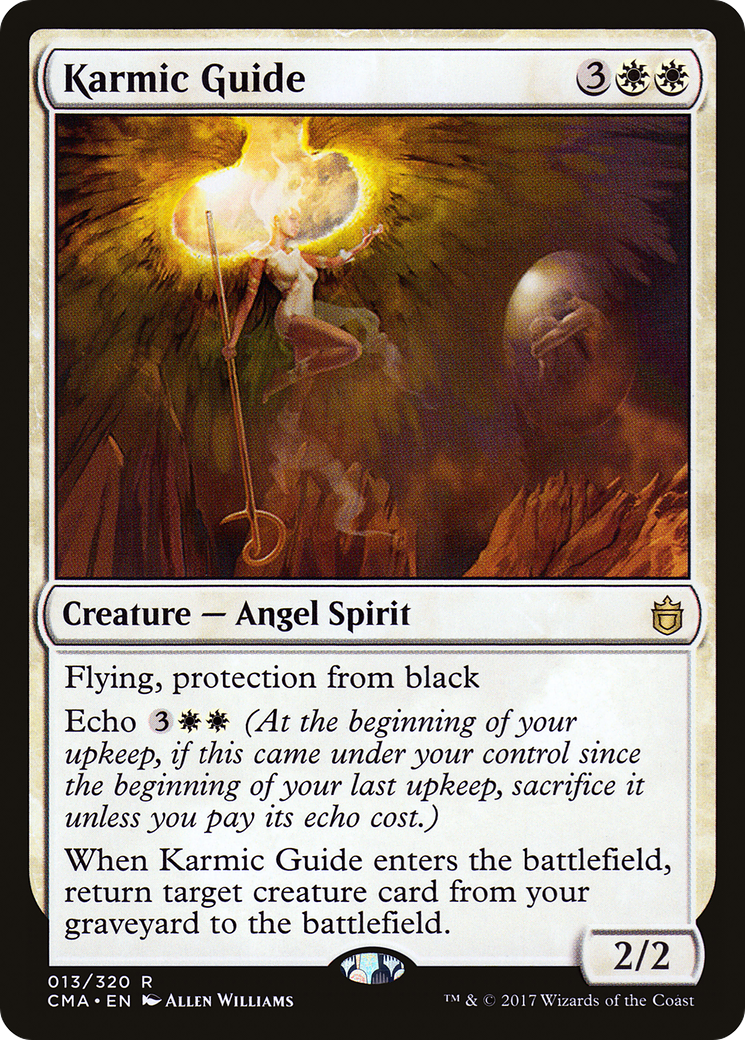 Karmic Guide 3
Creature — Angel Spirit
Flying, protection from black
Echo 3 (At the beginning of your
upkeep, if this came under your control since
the beginning of your last upkeep, sacrifice it
unless you pay its echo cost.)
When Karmic Guide enters the battlefield,
return target creature card from your
graveyard to the battlefield.
2/2
013/320 R
CMA • EN Allen Williams
™ & © 2017 Wizards of the Coast